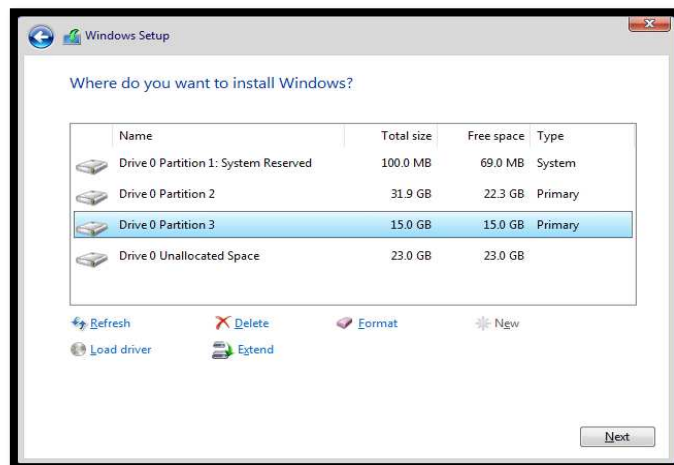 Windows Setup
Where do you want to install Windows?
Name Total size Free space Type
Drive 0 Partition 1: System Reserved 100.0 MB 69.0 MB System
Drive 0 Partition 2 31.9 GB 22.3 GB Primary
Drive 0 Partition 3 15.0 GB 15.0 GB Primary
Drive 0 Unallocated Space 23.0 GB 23.0 GB
Refresh Delete Format New
Load driver Extend
Next